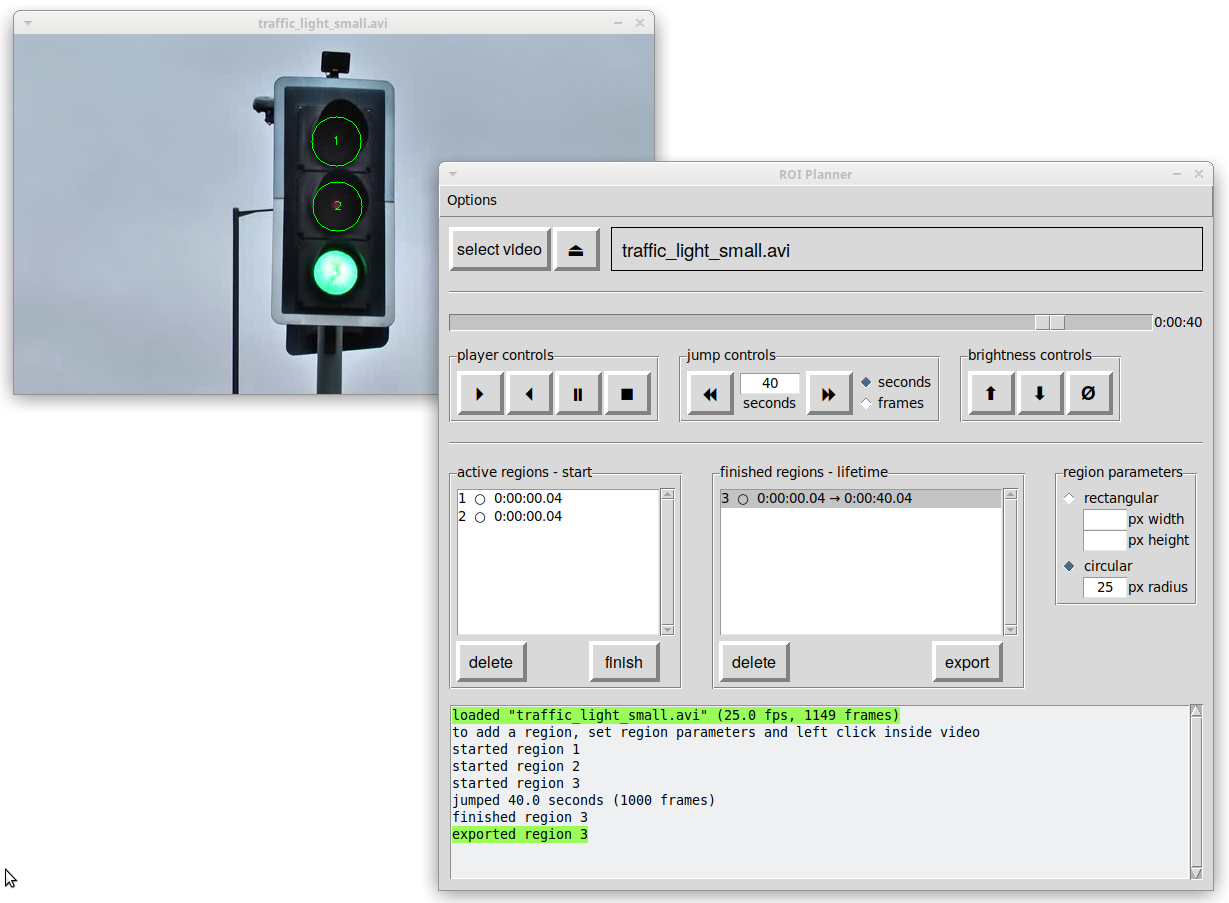 traffic_light_small.avi
1
2
3
ROI Planner
Options
select video
traffic_light_small.avi
0:00:40
player controls
jump controls
brightness controls
40
seconds
seconds
frames
Ø
active regions - start
finished regions - lifetime
region parameters
1 ○ 0:00:00.04
2 ○ 0:00:00.04
3 ○ 0:00:00.04 → 0:00:40.04
rectangular
px width
px height
circular
25 px radius
delete
finish
delete
export
loaded "traffic_light_small.avi" (25.0 fps, 1149 frames)
to add a region, set region parameters and left click inside video
started region 1
started region 2
started region 3
jumped 40.0 seconds (1000 frames)
finished region 3
exported region 3